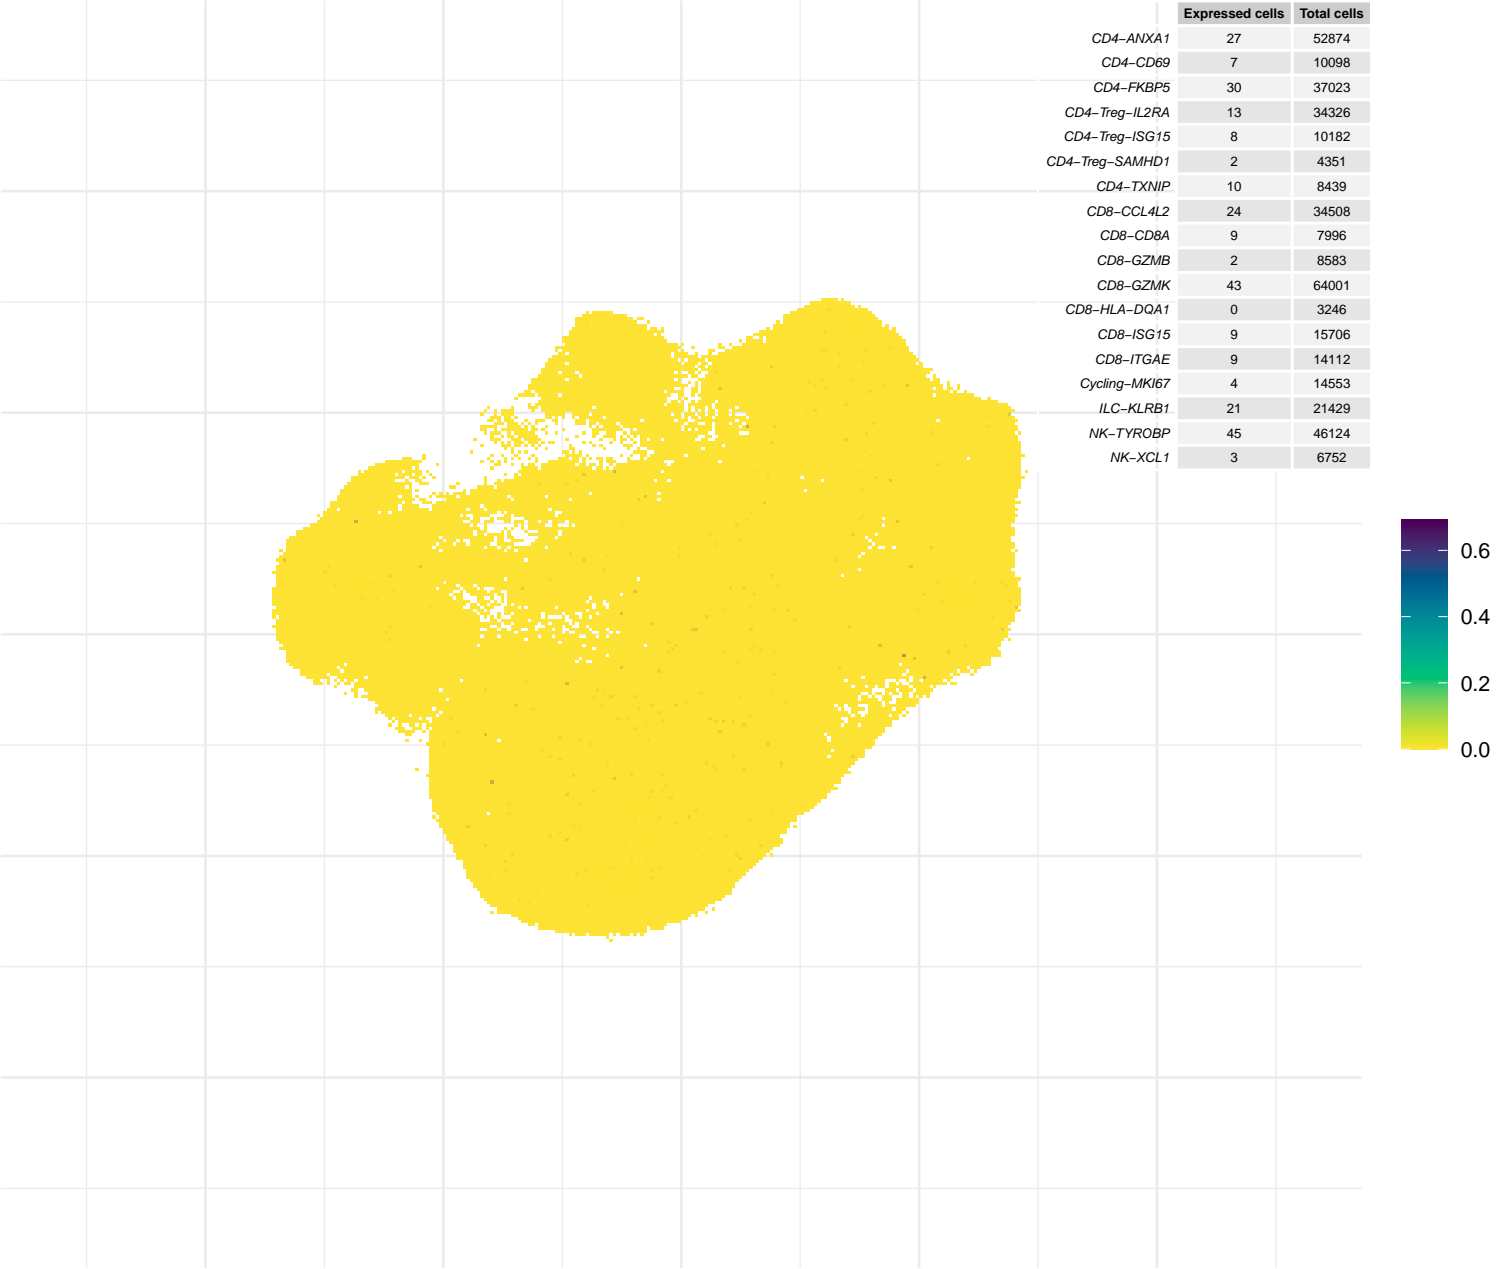 Expressed cells Total cells
CD4−ANXA1 27 52874
CD4−CD69 7 10098
CD4−FKBP5 30 37023
CD4−Treg−IL2RA 13 34326
CD4−Treg−ISG15 8 10182
CD4−Treg−SAMHD1 2 4351
CD4−TXNIP 10 8439
CD8−CCL4L2 24 34508
CD8−CD8A 9 7996
CD8−GZMB 2 8583
CD8−GZMK 43 64001
CD8−HLA−DQA1 0 3246
CD8−ISG15 9 15706
CD8−ITGAE 9 14112
Cycling−MKI67 4 14553
ILC−KLRB1 21 21429
NK−TYROBP 45 46124
NK−XCL1 3 6752
0.6
0.4
0.2
0.0